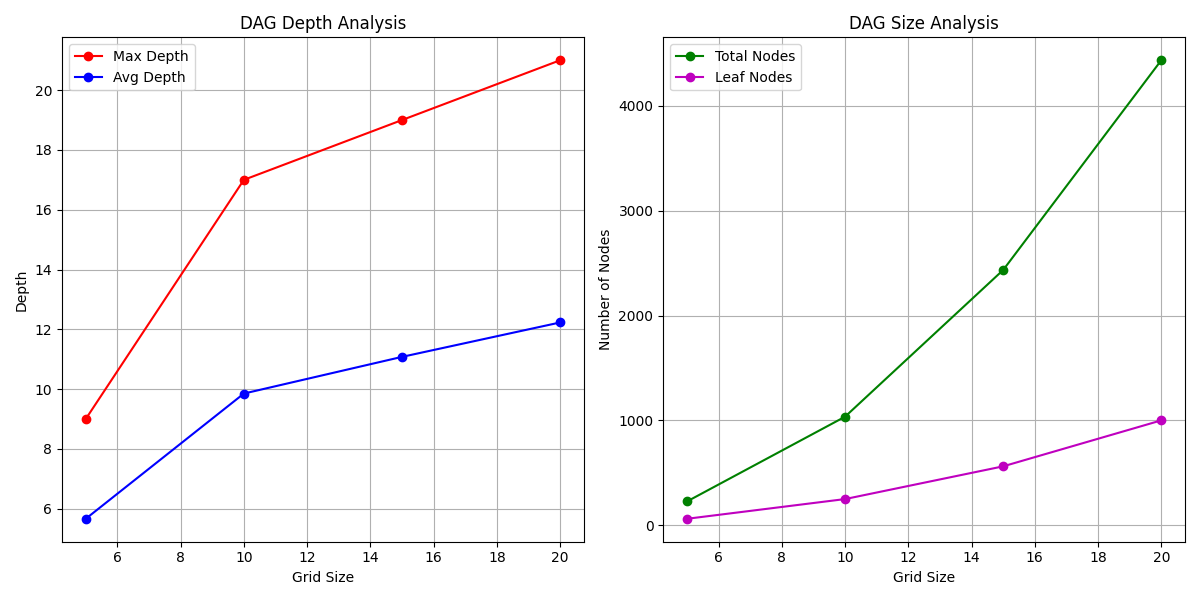 DAG Depth Analysis
Max Depth
Avg Depth
Depth
20
18
16
14
12
10
8
6
6 8 10 12 14 16 18 20
Grid Size
DAG Size Analysis
Total Nodes
Leaf Nodes
Number of Nodes
4000
3000
2000
1000
0
6 8 10 12 14 16 18 20
Grid Size